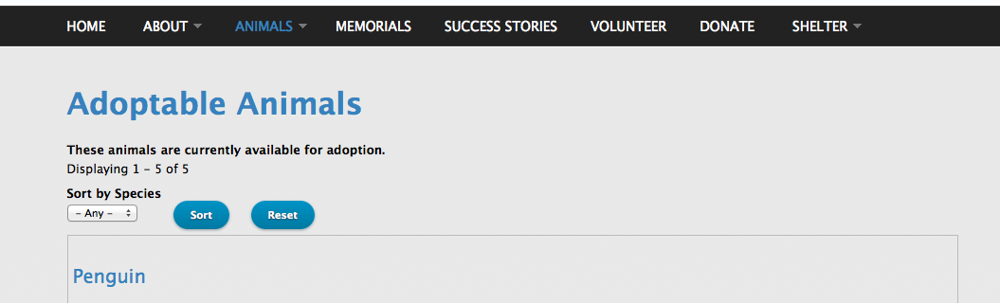 HOME ABOUT ANIMALS MEMORIALS SUCCESS STORIES VOLUNTEER DONATE SHELTER
Adoptable Animals
These animals are currently available for adoption.
Displaying 1 - 5 of 5
Sort by Species
- Any - Sort Reset
Penguin